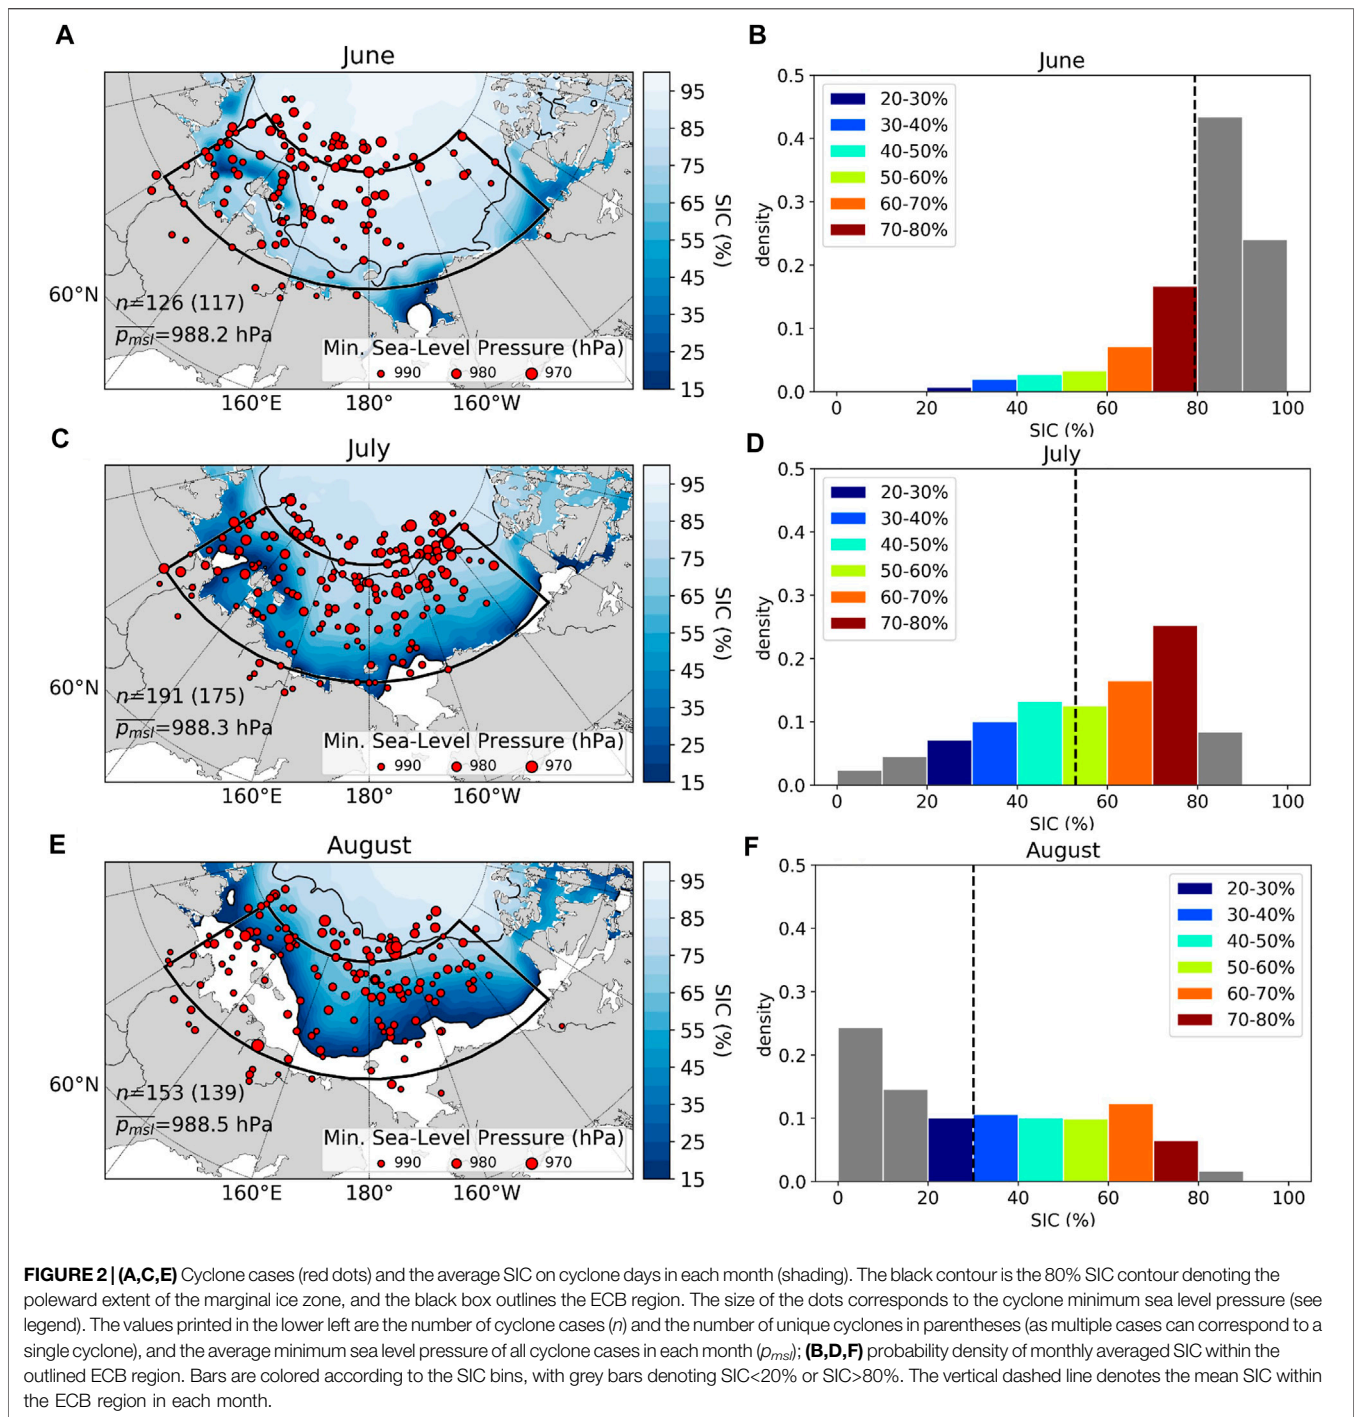 A
June
60°N
n=126 (117)
p_msl=988.2 hPa
Min. Sea-Level Pressure (hPa)
990 980 970
160°E 180° 160°W
95
85
75
65
55
45
35
25
15
SIC (%)
B
June
0.5
0.4
0.3
0.2
0.1
0.0
density
20-30%
30-40%
40-50%
50-60%
60-70%
70-80%
0 20 40 60 80 100
SIC (%)
C
July
60°N
n=191 (175)
p_msl=988.3 hPa
Min. Sea-Level Pressure (hPa)
990 980 970
160°E 180° 160°W
95
85
75
65
55
45
35
25
15
SIC (%)
D
July
0.5
0.4
0.3
0.2
0.1
0.0
density
20-30%
30-40%
40-50%
50-60%
60-70%
70-80%
0 20 40 60 80 100
SIC (%)
E
August
60°N
n=153 (139)
p_msl=988.5 hPa
Min. Sea-Level Pressure (hPa)
990 980 970
160°E 180° 160°W
95
85
75
65
55
45
35
25
15
SIC (%)
F
August
0.5
0.4
0.3
0.2
0.1
0.0
density
20-30%
30-40%
40-50%
50-60%
60-70%
70-80%
0 20 40 60 80 100
SIC (%)
FIGURE 2 | (A,C,E) Cyclone cases (red dots) and the average SIC on cyclone days in each month (shading). The black contour is the 80% SIC contour denoting the
poleward extent of the marginal ice zone, and the black box outlines the ECB region. The size of the dots corresponds to the cyclone minimum sea level pressure (see
legend). The values printed in the lower left are the number of cyclone cases (n) and the number of unique cyclones in parentheses (as multiple cases can correspond to a
single cyclone), and the average minimum sea level pressure of all cyclone cases in each month (p_msl); (B,D,F) probability density of monthly averaged SIC within the
outlined ECB region. Bars are colored according to the SIC bins, with grey bars denoting SIC<20% or SIC>80%. The vertical dashed line denotes the mean SIC within
the ECB region in each month.